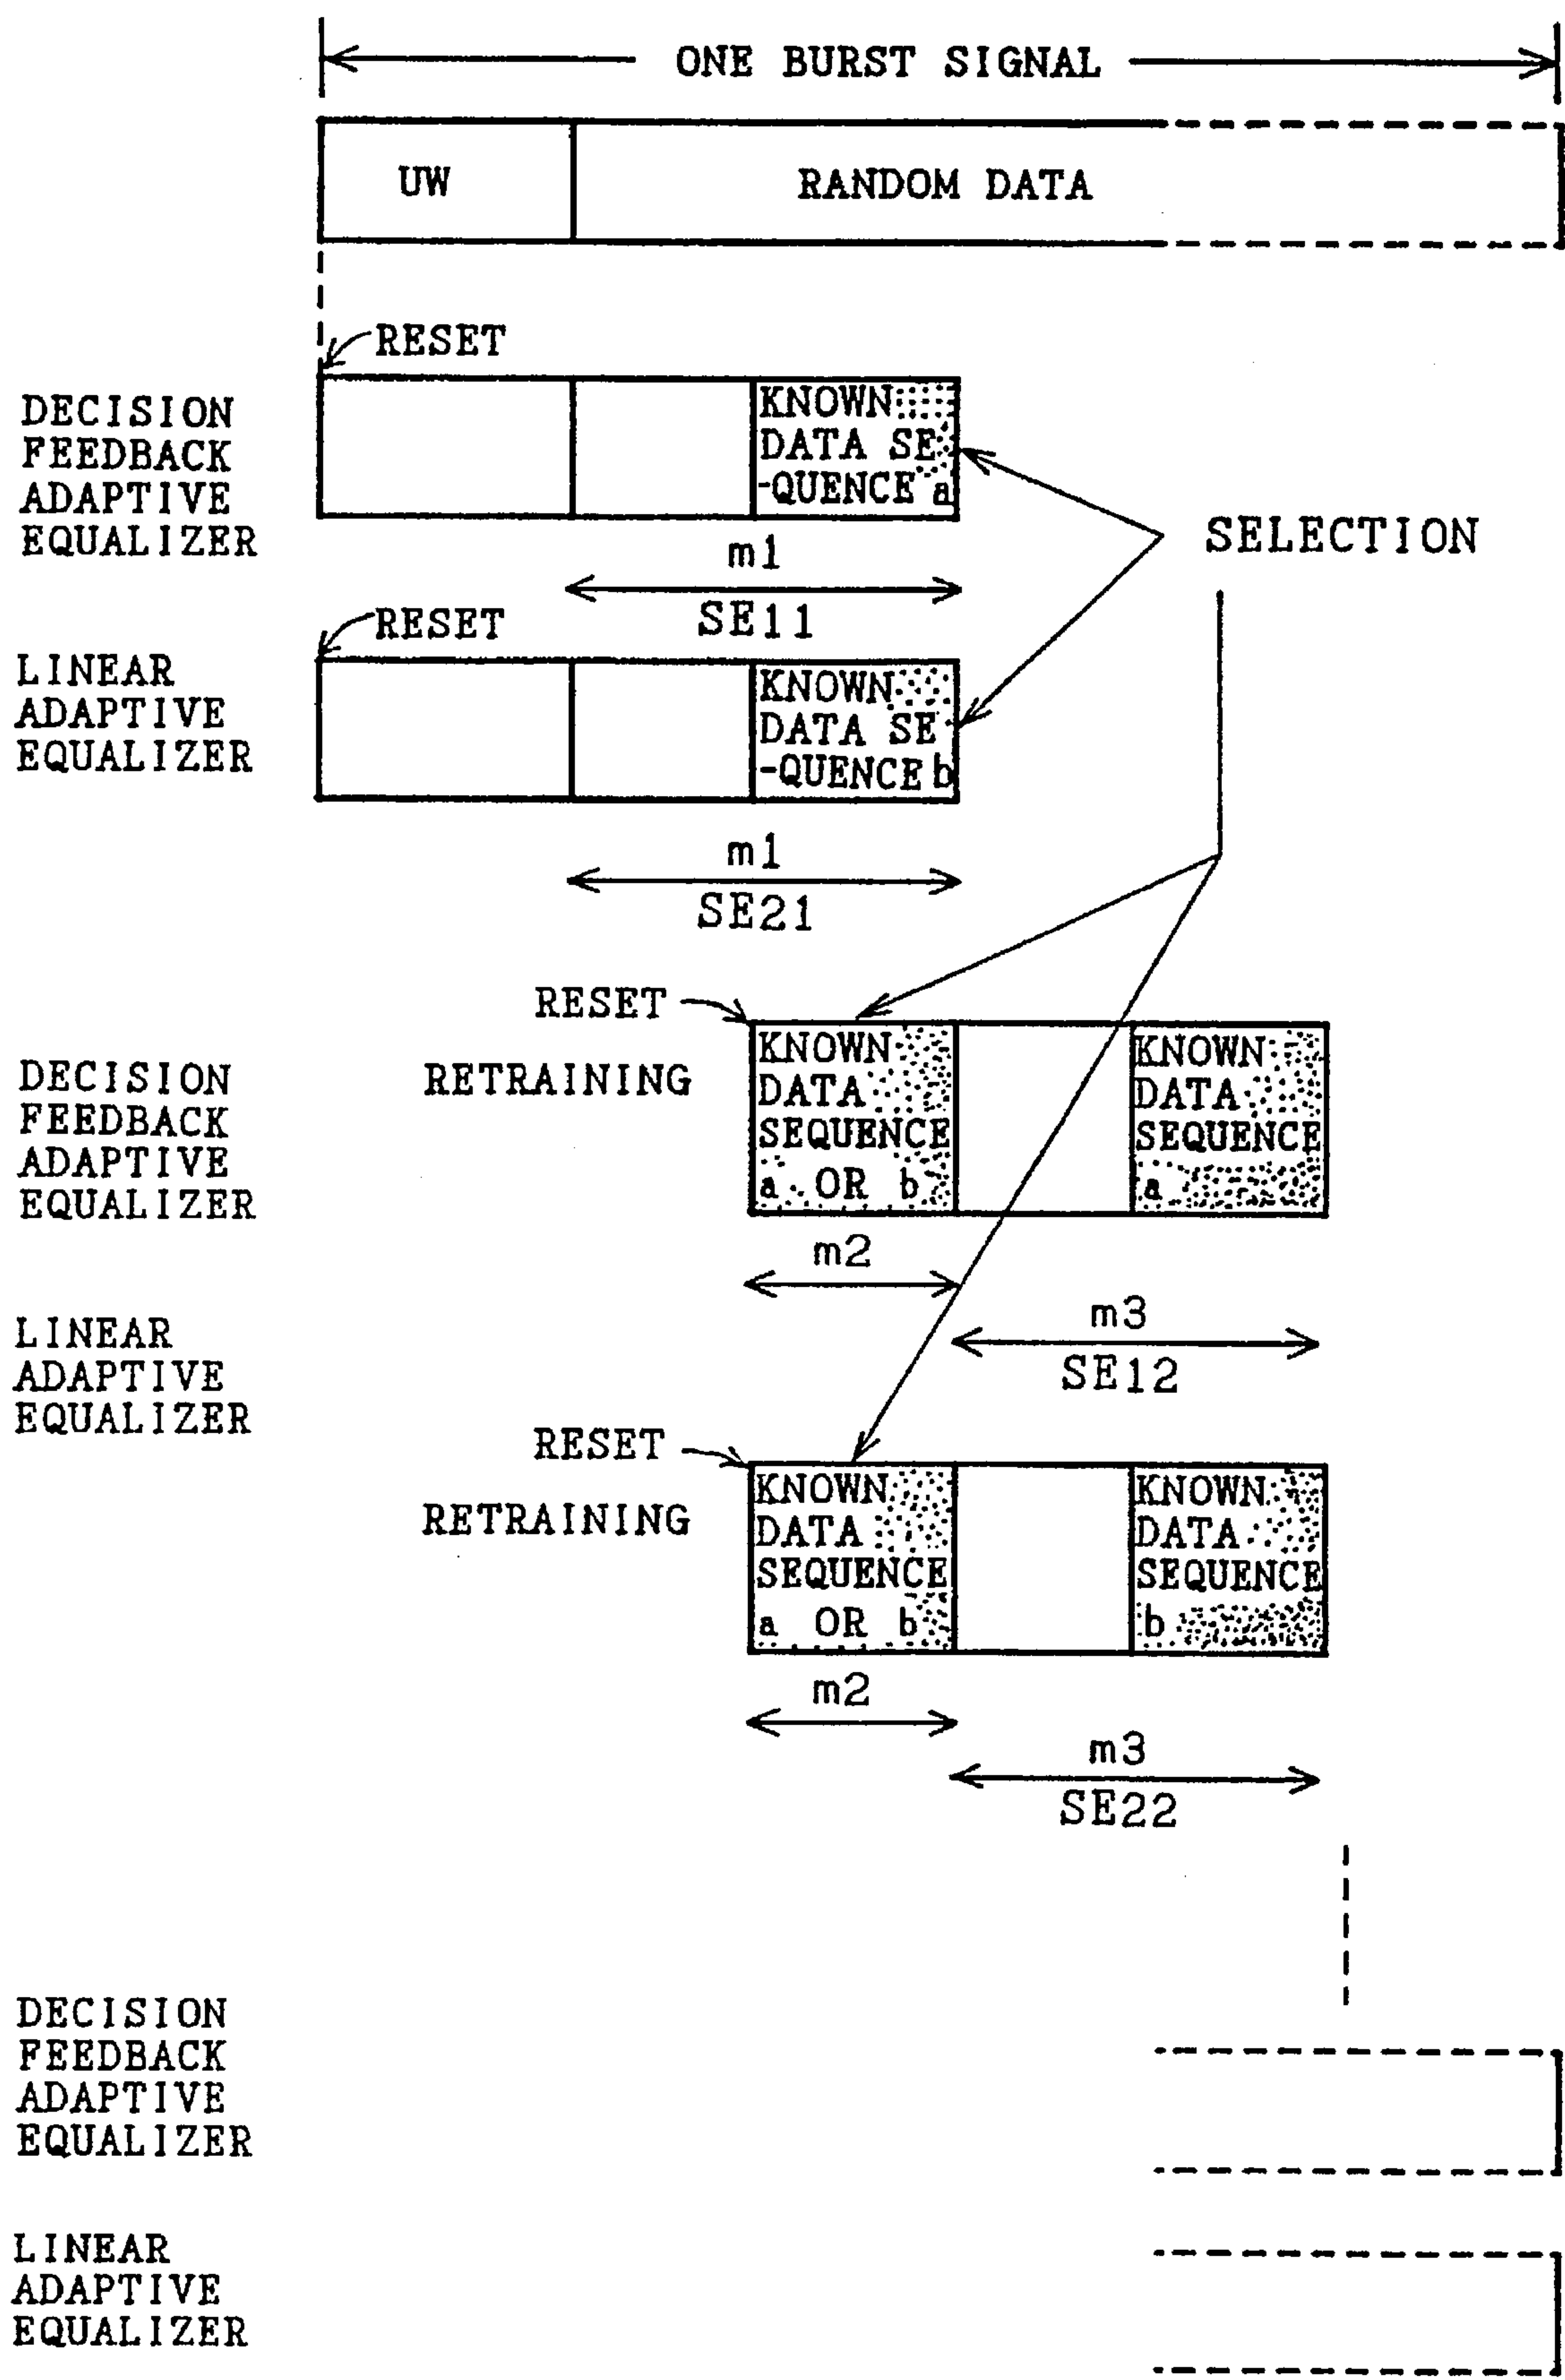 ONE BURST SIGNAL
UW
RANDOM DATA
RESET
DECISION
FEEDBACK
ADAPTIVE
EQUALIZER
KNOWN
DATA SE
-QUENCE a
m1
SE11
SELECTION
RESET
LINEAR
ADAPTIVE
EQUALIZER
KNOWN
DATA SE
-QUENCE b
m1
SE21
RESET
RETRAINING
DECISION
FEEDBACK
ADAPTIVE
EQUALIZER
KNOWN
DATA
SEQUENCE
a OR b
KNOWN
DATA
SEQUENCE
a
m2
m3
SE12
LINEAR
ADAPTIVE
EQUALIZER
RESET
RETRAINING
KNOWN
DATA
SEQUENCE
a OR b
KNOWN
DATA
SEQUENCE
b
m2
m3
SE22
DECISION
FEEDBACK
ADAPTIVE
EQUALIZER
LINEAR
ADAPTIVE
EQUALIZER